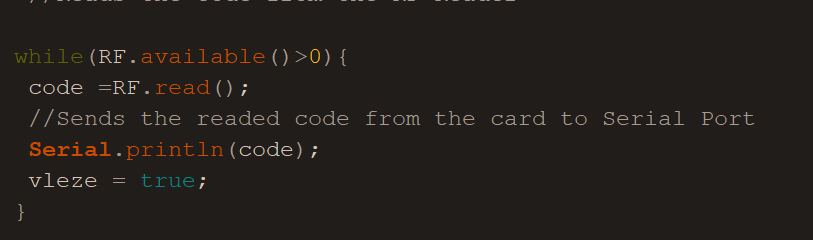 while(RF.available()>0){
code =RF.read();
//Sends the readed code from the card to Serial Port
Serial.println(code);
vleze = true;
}